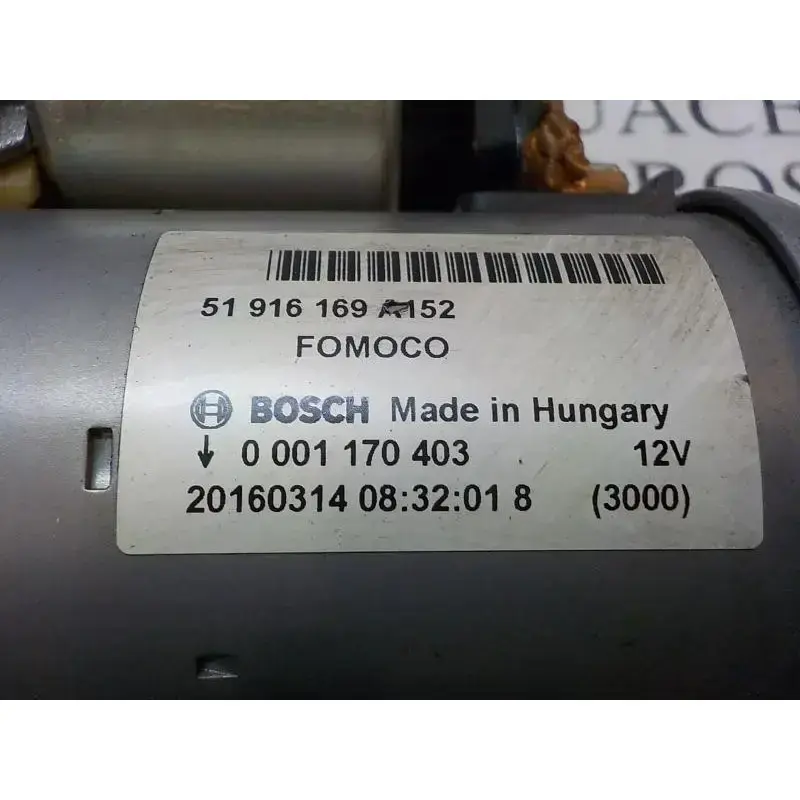 51 916 169 152
FOMOCO
BOSCH Made in Hungary
0 001 170 403 12V
20160314 08:32:01 8 (3000)